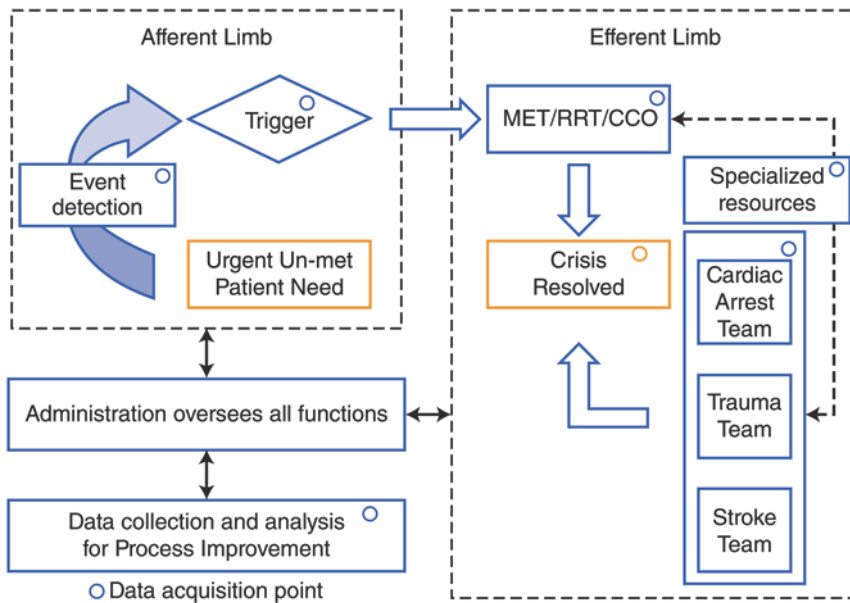 Afferent Limb
Trigger
Event
detection
Urgent Un-met
Patient Need
Efferent Limb
MET/RRT/CCO
Specialized
resources
Crisis
Resolved
Cardiac
Arrest
Team
Trauma
Team
Stroke
Team
Administration oversees all functions
Data collection and analysis
for Process Improvement
Data acquisition point